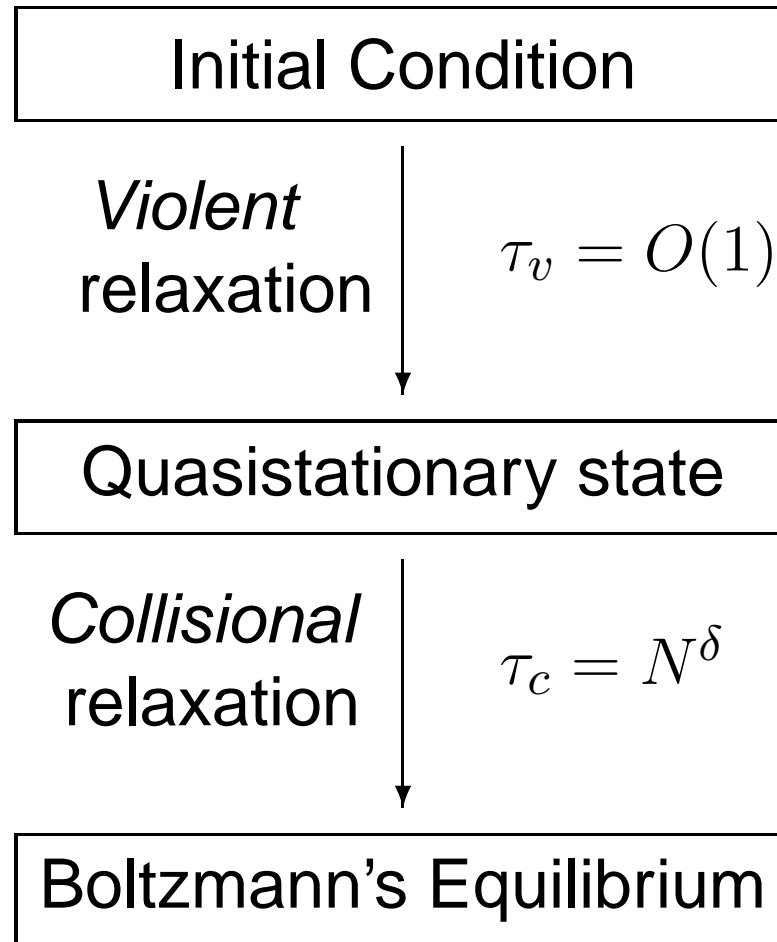 Initial Condition
Violent
relaxation
τ_v = O(1)
Quasistationary state
Collisional
relaxation
τ_c = N^δ
Boltzmann's Equilibrium